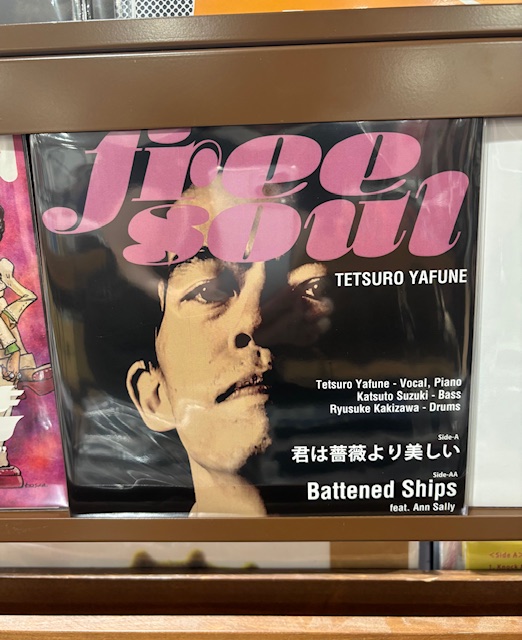 free
soul
TETSURO YAFUNE
Tetsuro Yafune - Vocal, Piano
Katsuto Suzuki - Bass
Ryusuke Kakizawa - Drums
Side-A
君は薔薇より美しい
Side-AA
Battened Ships
feat. Ann Sally
<Side A>